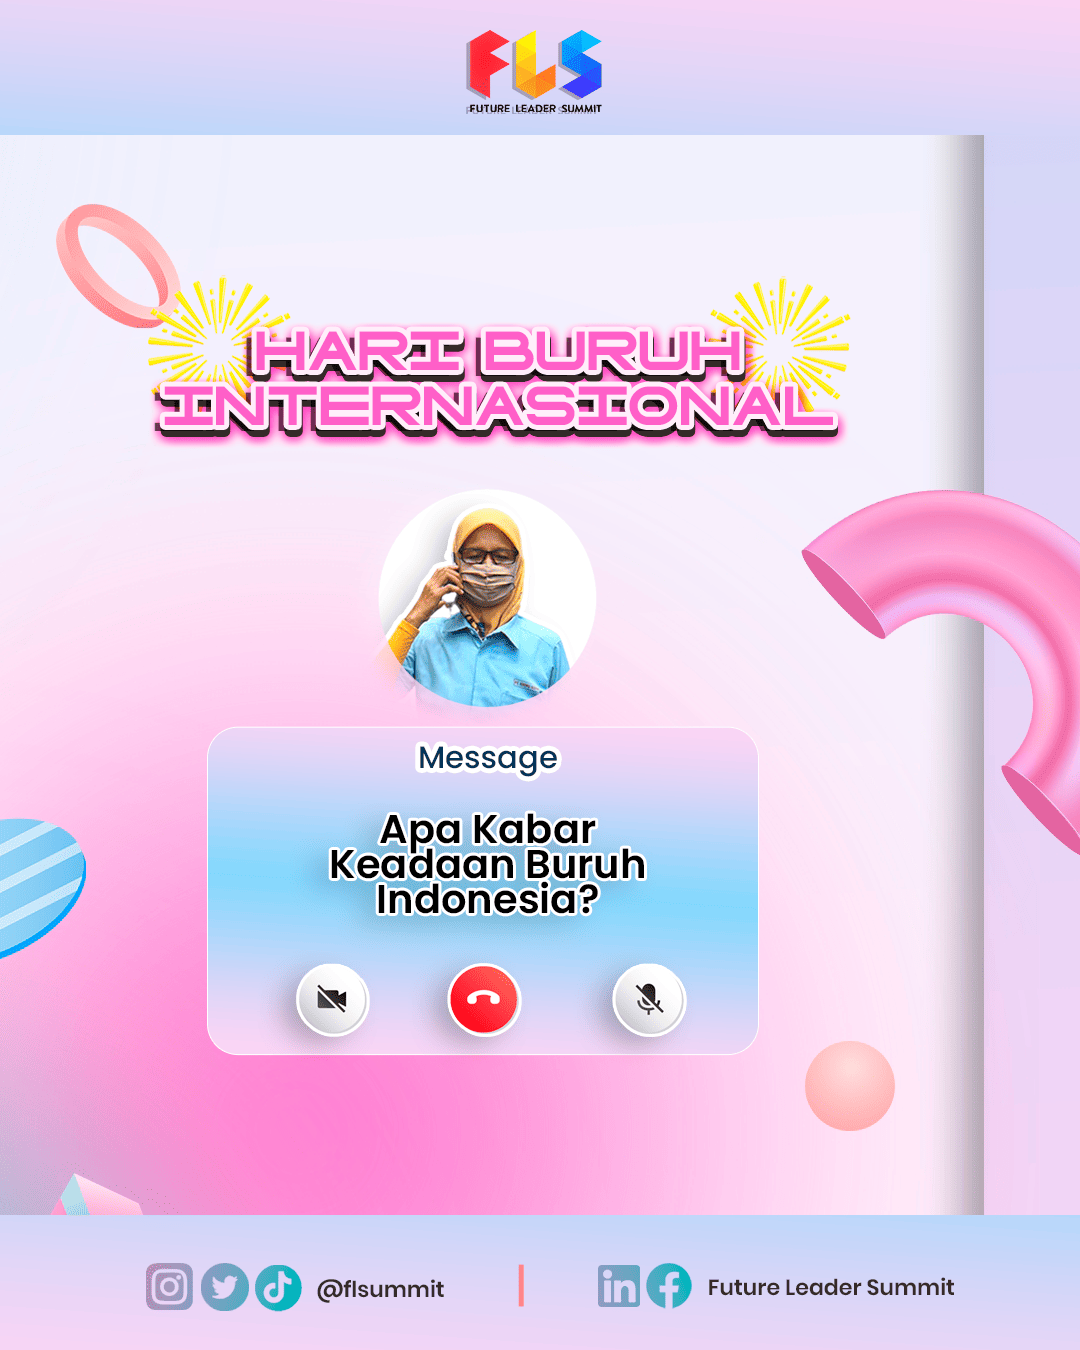 FLS
FUTURE LEADER SUMMIT
HARI BURUH
INTERNASIONAL
Message
Apa Kabar
Keadaan Buruh
Indonesia?
@flsummit
Future Leader Summit